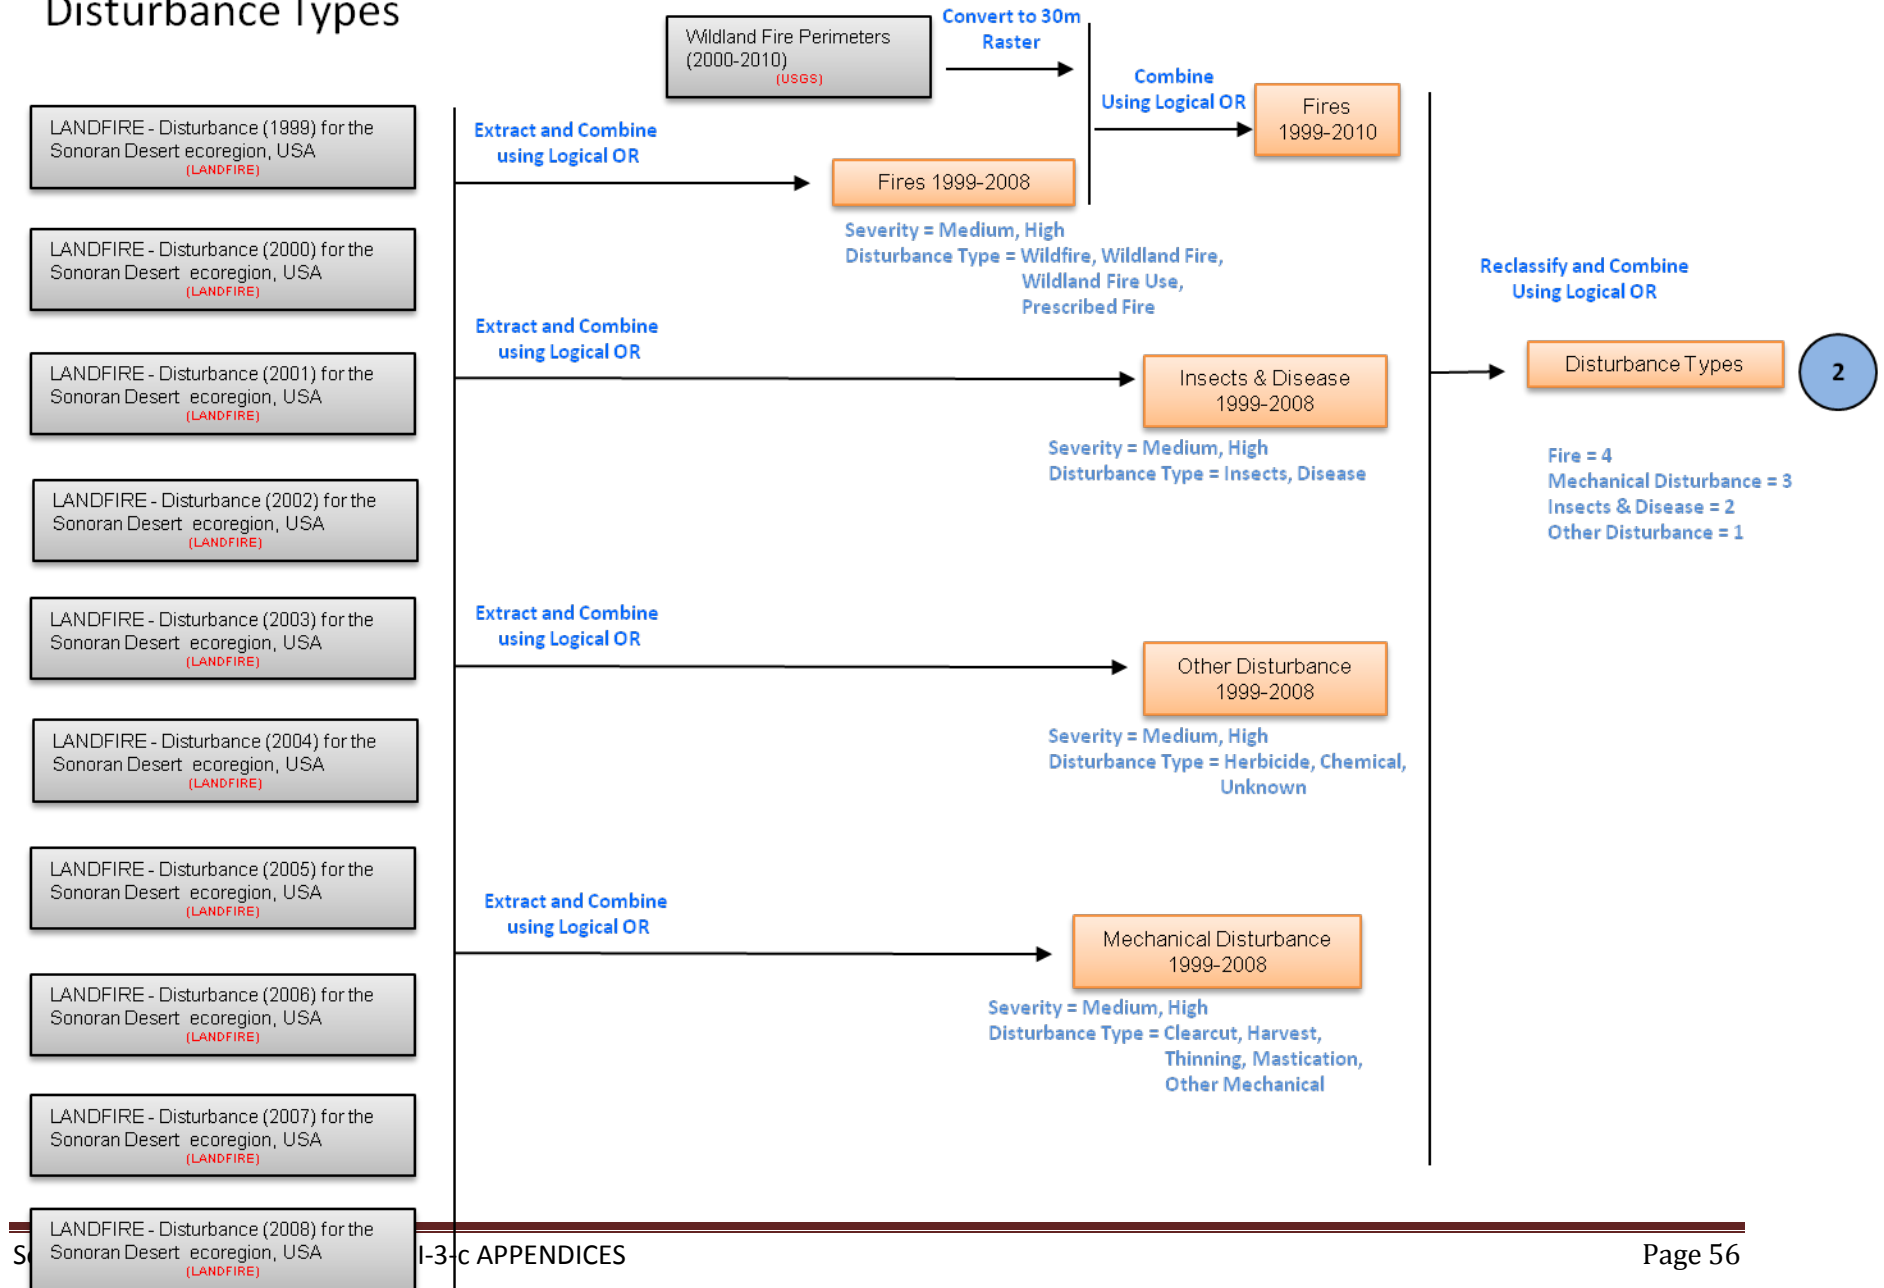 Disturbance Types
Wildland Fire Perimeters
(2000-2010)
(USGS)
Convert to 30m
Raster
Combine
Using Logical OR
Fires
1999-2010
LANDFIRE - Disturbance (1999) for the
Sonoran Desert ecoregion, USA
(LANDFIRE)
LANDFIRE - Disturbance (2000) for the
Sonoran Desert ecoregion, USA
(LANDFIRE)
LANDFIRE - Disturbance (2001) for the
Sonoran Desert ecoregion, USA
(LANDFIRE)
LANDFIRE - Disturbance (2002) for the
Sonoran Desert ecoregion, USA
(LANDFIRE)
LANDFIRE - Disturbance (2003) for the
Sonoran Desert ecoregion, USA
(LANDFIRE)
LANDFIRE - Disturbance (2004) for the
Sonoran Desert ecoregion, USA
(LANDFIRE)
LANDFIRE - Disturbance (2005) for the
Sonoran Desert ecoregion, USA
(LANDFIRE)
LANDFIRE - Disturbance (2006) for the
Sonoran Desert ecoregion, USA
(LANDFIRE)
LANDFIRE - Disturbance (2007) for the
Sonoran Desert ecoregion, USA
(LANDFIRE)
LANDFIRE - Disturbance (2008) for the
Sonoran Desert ecoregion, USA
(LANDFIRE)
Extract and Combine
using Logical OR
Fires 1999-2008
Severity = Medium, High
Disturbance Type = Wildfire, Wildland Fire,
Wildland Fire Use,
Prescribed Fire
Extract and Combine
using Logical OR
Insects & Disease
1999-2008
Severity = Medium, High
Disturbance Type = Insects, Disease
Extract and Combine
using Logical OR
Other Disturbance
1999-2008
Severity = Medium, High
Disturbance Type = Herbicide, Chemical,
Unknown
Extract and Combine
using Logical OR
Mechanical Disturbance
1999-2008
Severity = Medium, High
Disturbance Type = Clearcut, Harvest,
Thinning, Mastication,
Other Mechanical
Reclassify and Combine
Using Logical OR
Disturbance Types
2
Fire = 4
Mechanical Disturbance = 3
Insects & Disease = 2
Other Disturbance = 1
I-3-c APPENDICES
Page 56